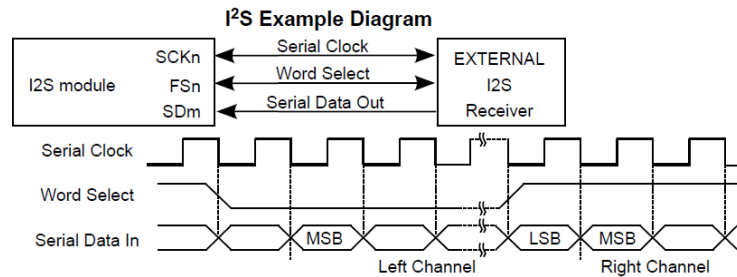 I²S Example Diagram
SCKn Serial Clock EXTERNAL
I2S module FSn Word Select I2S
SDm Serial Data Out Receiver
Serial Clock
Word Select
Serial Data In MSB LSB MSB
Left Channel Right Channel